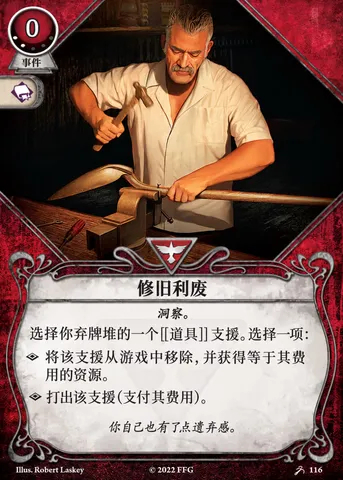 0
事件
修旧利废
洞察。
选择你弃牌堆的一个[[道具]]支援。选择一项：
将该支援从游戏中移除，并获得等于其费
用的资源。
打出该支援（支付其费用）。
你自己也有了点遗弃感。
Illus. Robert Laskey © 2022 FFG 116